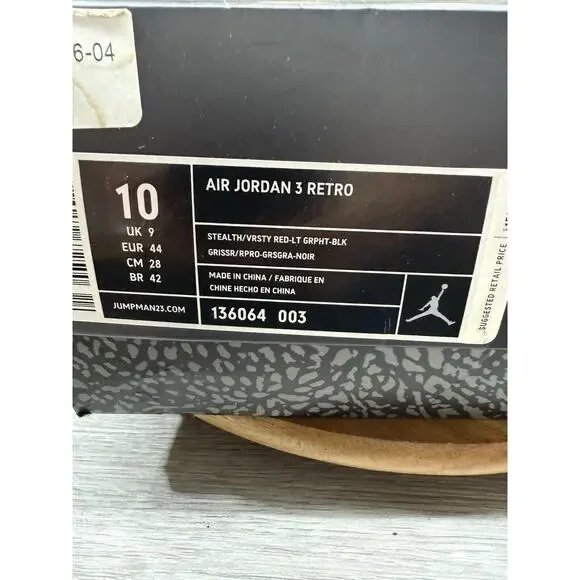 6-04
10
UK 9
EUR 44
CM 28
BR 42
JUMPMAN23.COM
AIR JORDAN 3 RETRO
STEALTH/VRSTY RED-LT GRPHT-BLK
GRISSR/RPRO-GRSGRA-NOIR
MADE IN CHINA / FABRIQUE EN
CHINE HECHO EN CHINA
136064 003
SUGGESTED RETAIL PRICE